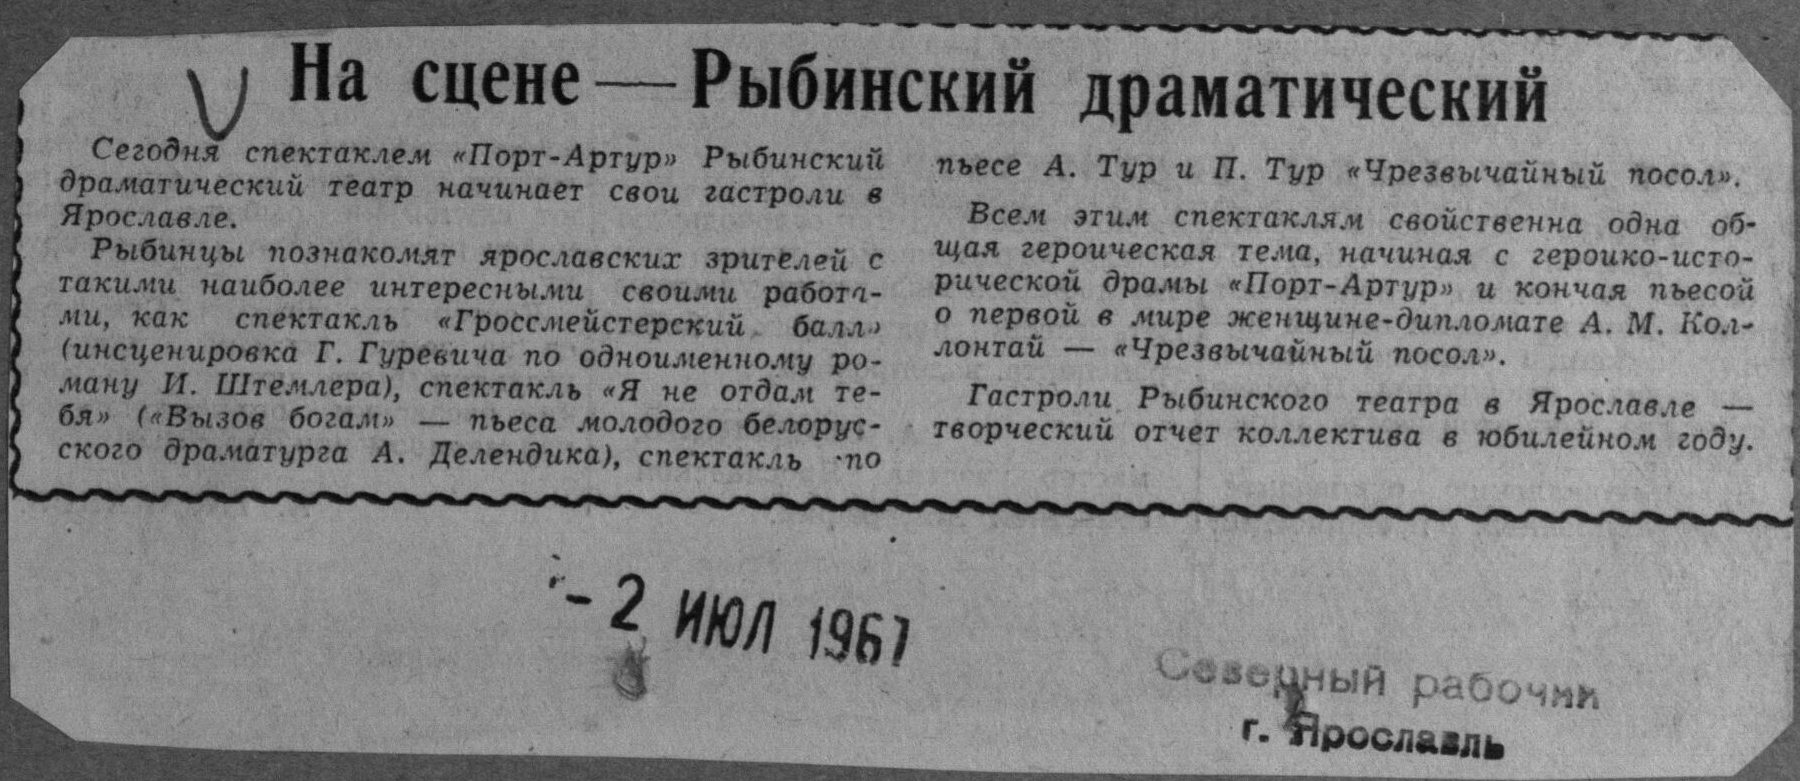 На сцене — Рыбинский драматический
Сегодня спектаклем «Порт-Артур» Рыбинский
драматический театр начинает свои гастроли в
Ярославле.
Рыбинцы познакомят ярославских зрителей с
такими наиболее интересными своими работа-
ми, как спектакль «Гроссмейстерский балл»
(инсценировка Г. Гуревича по одноименному ро-
ману И. Штемлера), спектакль «Я не отдам те-
бя» («Вызов богам» — пьеса молодого белорус-
ского драматурга А. Делендика), спектакль по
пьесе А. Тур и П. Тур «Чрезвычайный посол».
Всем этим спектаклям свойственна одна об-
щая героическая тема, начиная с героико-исто-
рической драмы «Порт-Артур» и кончая пьесой
о первой в мире женщине-дипломате А. М. Кол-
лонтай — «Чрезвычайный посол».
Гастроли Рыбинского театра в Ярославле —
творческий отчет коллектива в юбилейном году.
- 2 ИЮЛ 1967
Северный рабочий
г. Ярославль